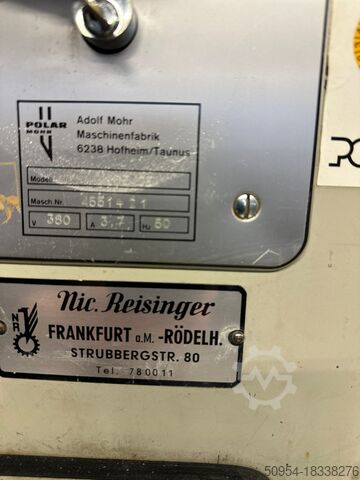 POLAR
MOHR
Adolf Mohr
Maschinenfabrik
6238 Hofheim/Taunus
Modell
Masch.Nr.
V 380 A 3.7 Hz 50
Nic. Reisinger
FRANKFURT a.M.-RÖDELH.
STRUBBERGSTR. 80
Tel. 780011
NR
50954-18338276